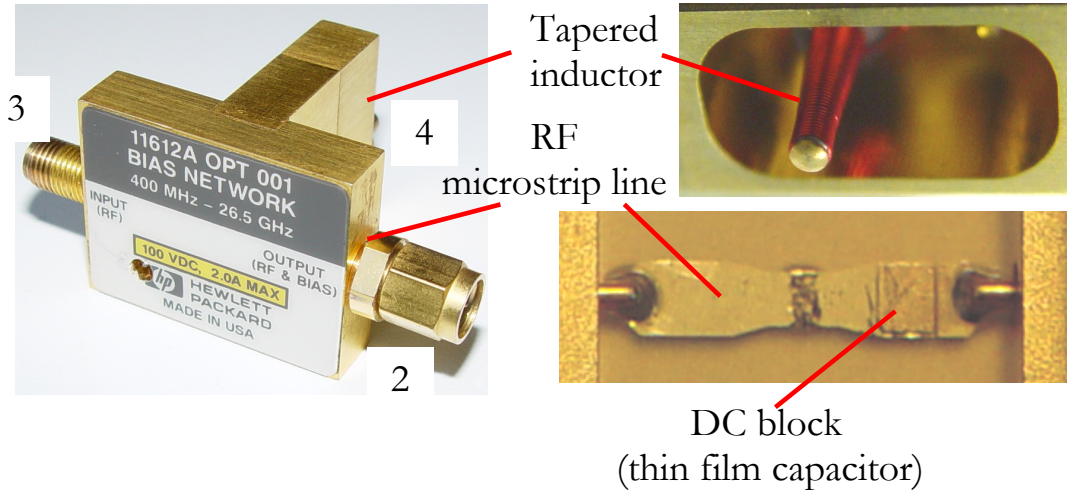 3
4
2
11612A OPT 001
BIAS NETWORK
400 MHz – 26.5 GHz
INPUT
(RF)
OUTPUT
(RF & BIAS)
100 VDC, 2.0A MAX
hp HEWLETT
PACKARD
MADE IN USA
Tapered
inductor
RF
microstrip line
DC block
(thin film capacitor)